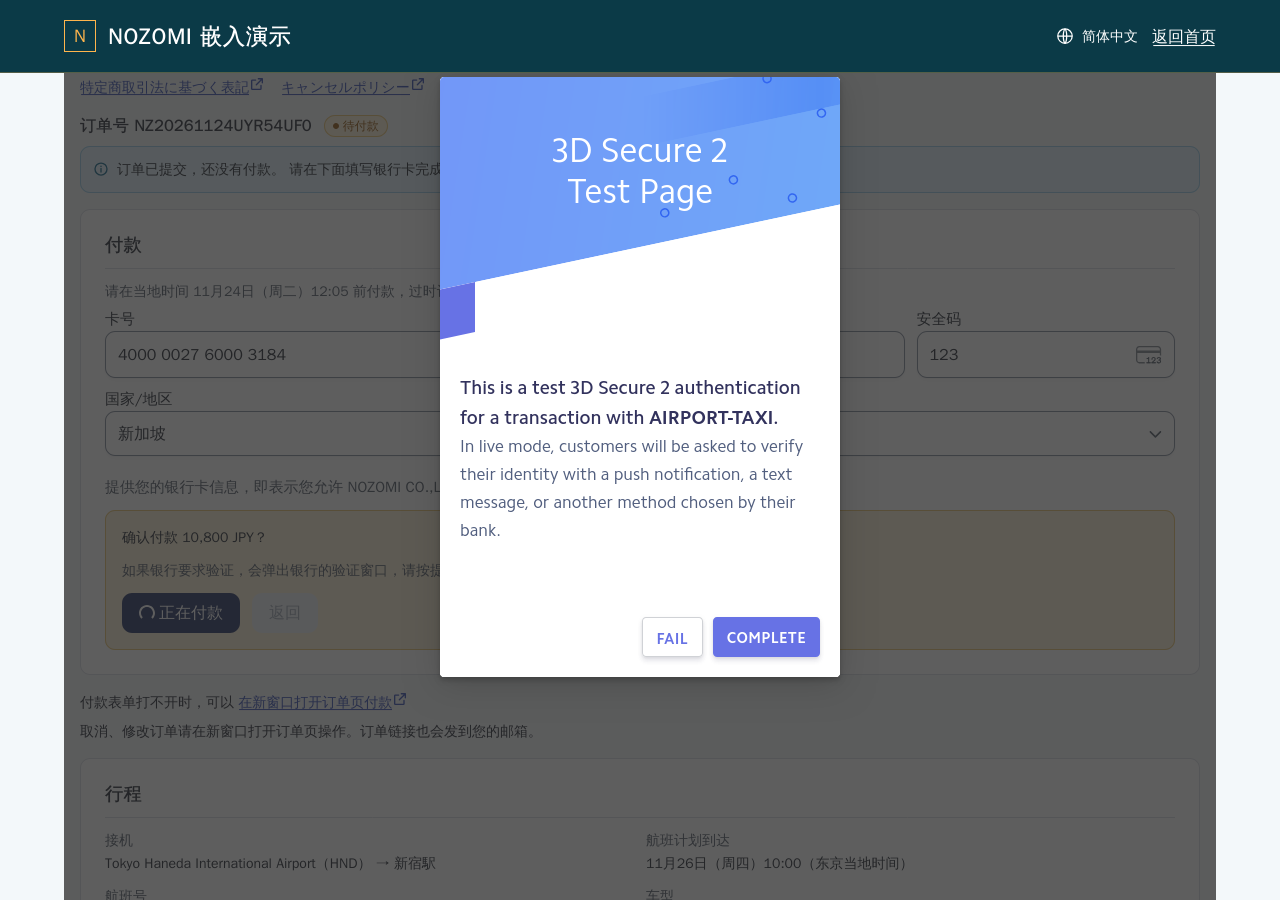 N NOZOMI 嵌入演示
简体中文 返回首页
特定商取引法に基づく表記 キャンセルポリシー
订单号 NZ20261124UYR54UF0 待付款
订单已提交，还没有付款。 请在下面填写银行卡完成
付款
请在当地时间 11月24日（周二）12:05 前付款，过时
卡号
安全码
4000 0027 6000 3184
123
国家/地区
新加坡
提供您的银行卡信息，即表示您允许 NOZOMI CO.,L
确认付款 10,800 JPY？
如果银行要求验证，会弹出银行的验证窗口，请按
正在付款 返回
3D Secure 2
Test Page
This is a test 3D Secure 2 authentication
for a transaction with AIRPORT-TAXI.
In live mode, customers will be asked to verify
their identity with a push notification, a text
message, or another method chosen by their
bank.
FAIL COMPLETE
付款表单打不开时，可以 在新窗口打开订单页付款
取消、修改订单请在新窗口打开订单页操作。订单链接也会发到您的邮箱。
行程
接机
航班计划到达
Tokyo Haneda International Airport（HND） → 新宿駅
11月26日（周四）10:00（东京当地时间）
航班号
车型